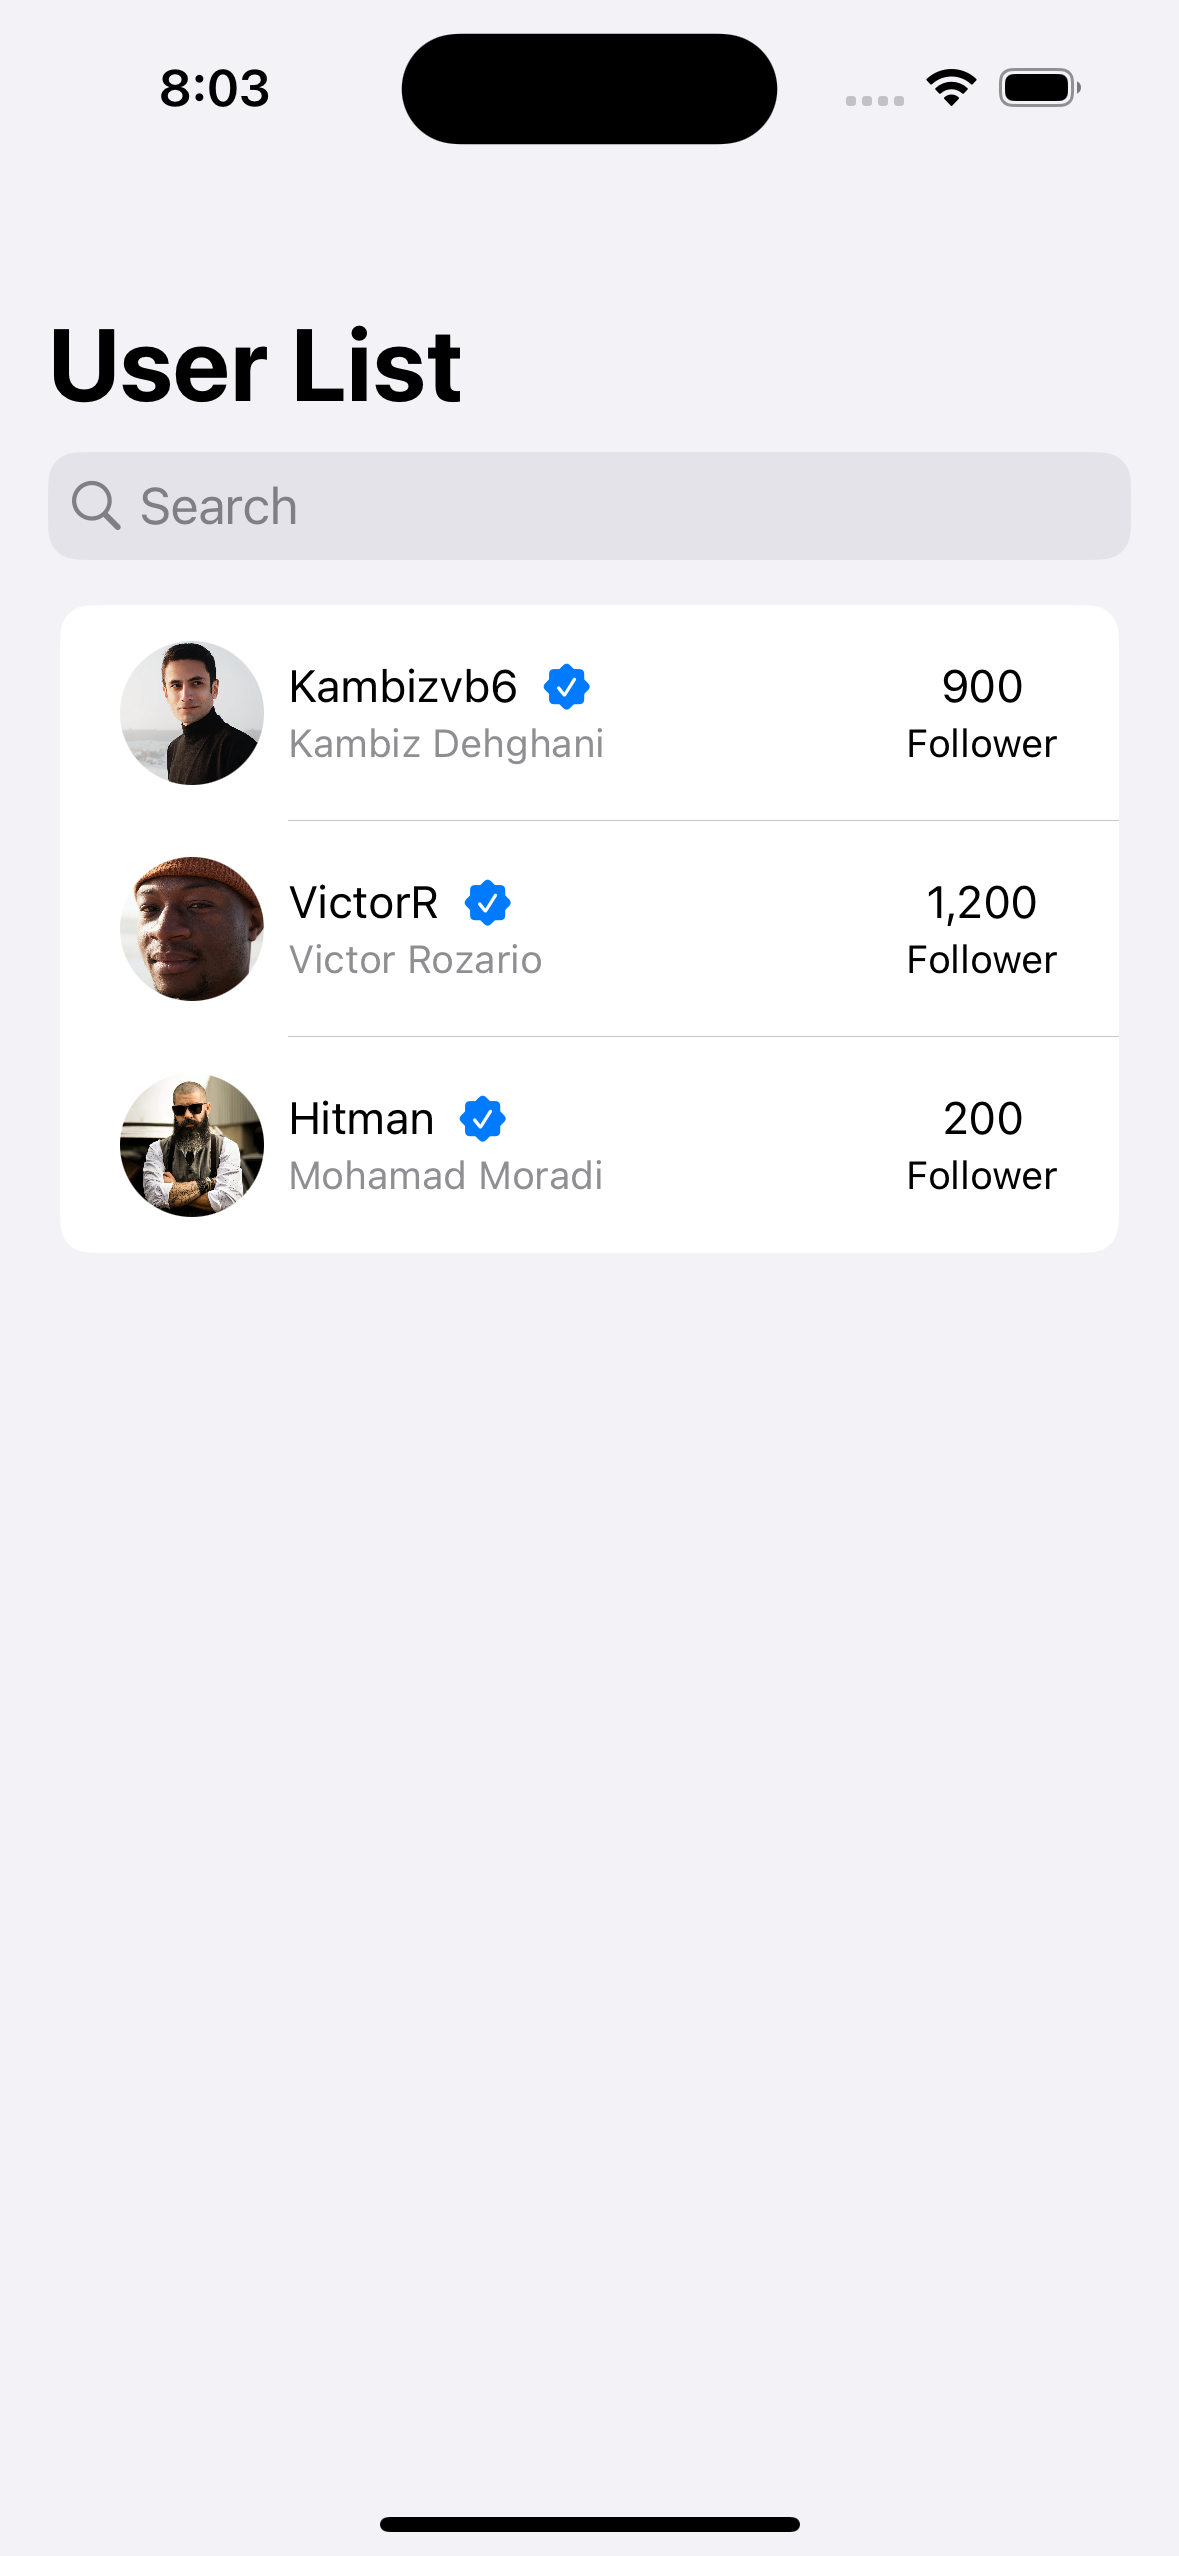 8:03
User List
Search
Kambizvb6
900
Kambiz Dehghani
Follower
VictorR
1,200
Victor Rozario
Follower
Hitman
200
Mohamad Moradi
Follower